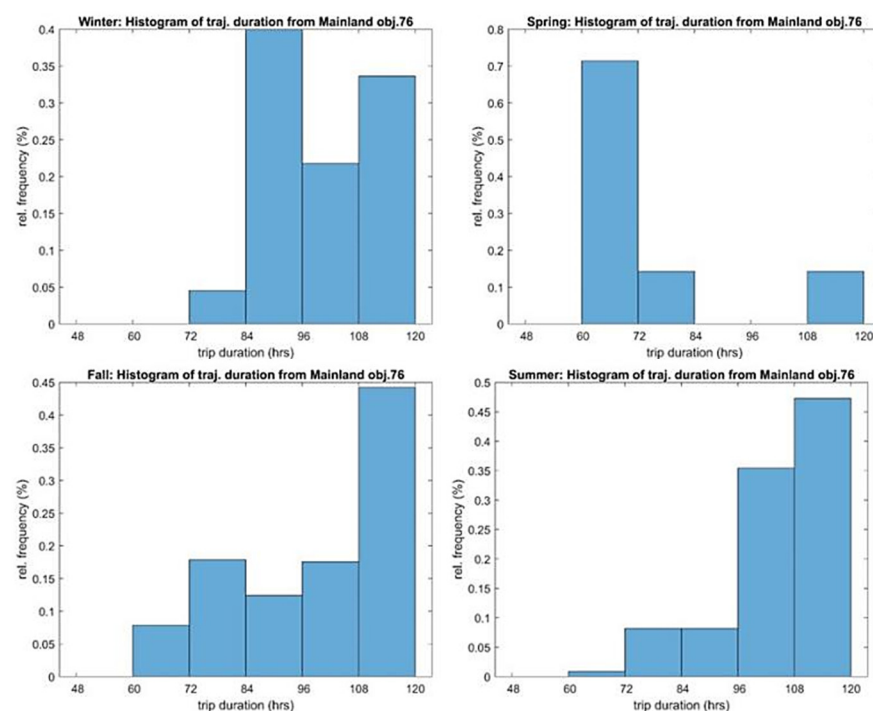 Winter: Histogram of traj. duration from Mainland obj.76
0.4
0.35
0.3
0.25
0.2
0.15
0.1
0.05
0
rel. frequency (%)
48 60 72 84 96 108 120
trip duration (hrs)
Spring: Histogram of traj. duration from Mainland obj.76
0.8
0.7
0.6
0.5
0.4
0.3
0.2
0.1
0
rel. frequency (%)
48 60 72 84 96 108 120
trip duration (hrs)
Fall: Histogram of traj. duration from Mainland obj.76
0.45
0.4
0.35
0.3
0.25
0.2
0.15
0.1
0.05
0
rel. frequency (%)
48 60 72 84 96 108 120
trip duration (hrs)
Summer: Histogram of traj. duration from Mainland obj.76
0.5
0.45
0.4
0.35
0.3
0.25
0.2
0.15
0.1
0.05
0
rel. frequency (%)
48 60 72 84 96 108 120
trip duration (hrs)